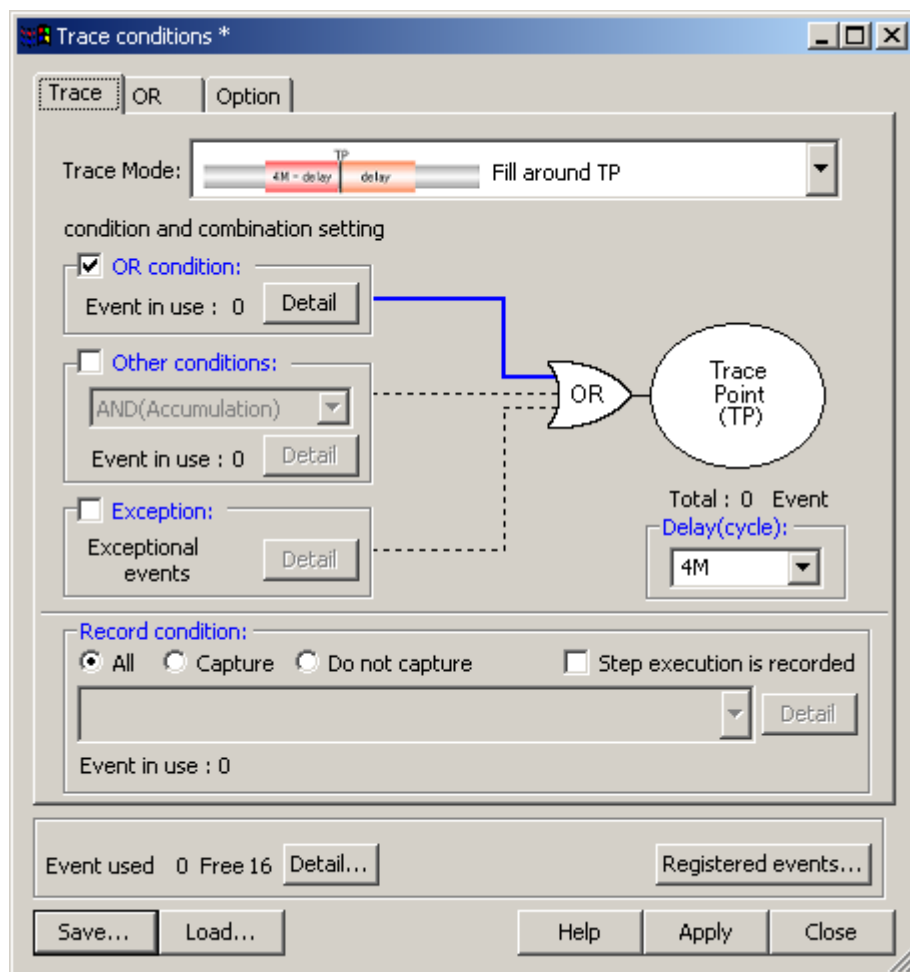 Trace conditions *
Trace OR Option
Trace Mode: TP 4M - delay delay Fill around TP
condition and combination setting
OR condition:
Event in use : 0 Detail
Other conditions:
AND(Accumulation)
Event in use : 0 Detail
Exception:
Exceptional
events
Detail
OR
Trace
Point
(TP)
Total : 0 Event
Delay(cycle):
4M
Record condition:
All Capture Do not capture Step execution is recorded
Detail
Event in use : 0
Event used 0 Free 16 Detail... Registered events...
Save... Load... Help Apply Close